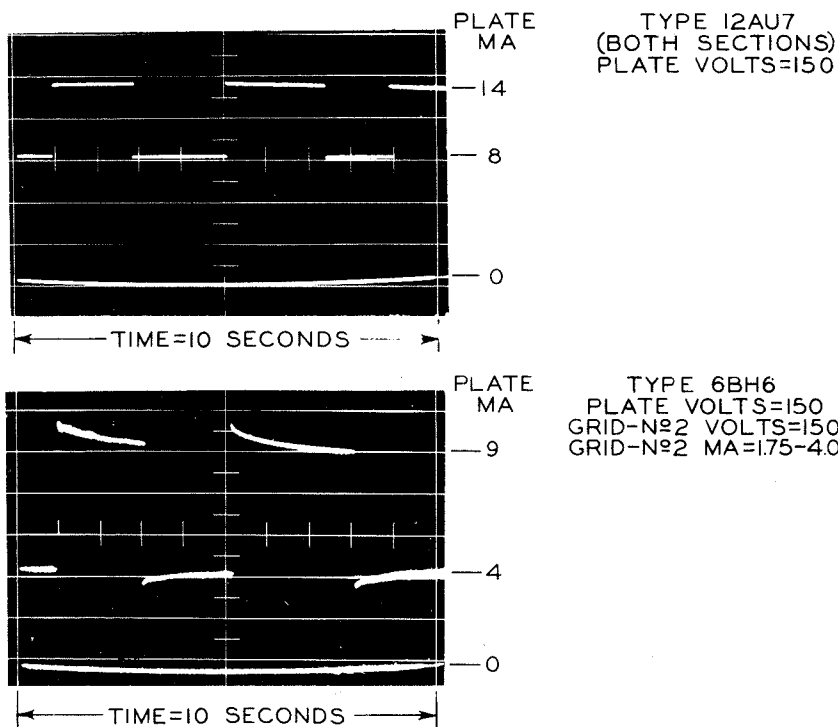 PLATE
MA
TYPE 12AU7
(BOTH SECTIONS)
PLATE VOLTS=150
14
8
0
TIME=10 SECONDS
PLATE
MA
TYPE 6BH6
PLATE VOLTS=150
GRID-Nº2 VOLTS=150
GRID-Nº2 MA=1.75-4.0
9
4
0
TIME=10 SECONDS